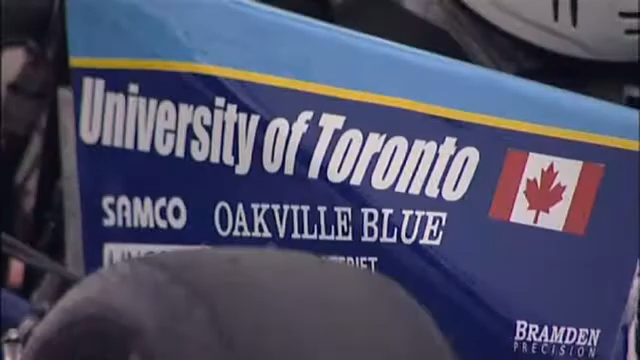 University of Toronto
SAMCO OAKVILLE BLUE
BRAMDEN
PRECISION